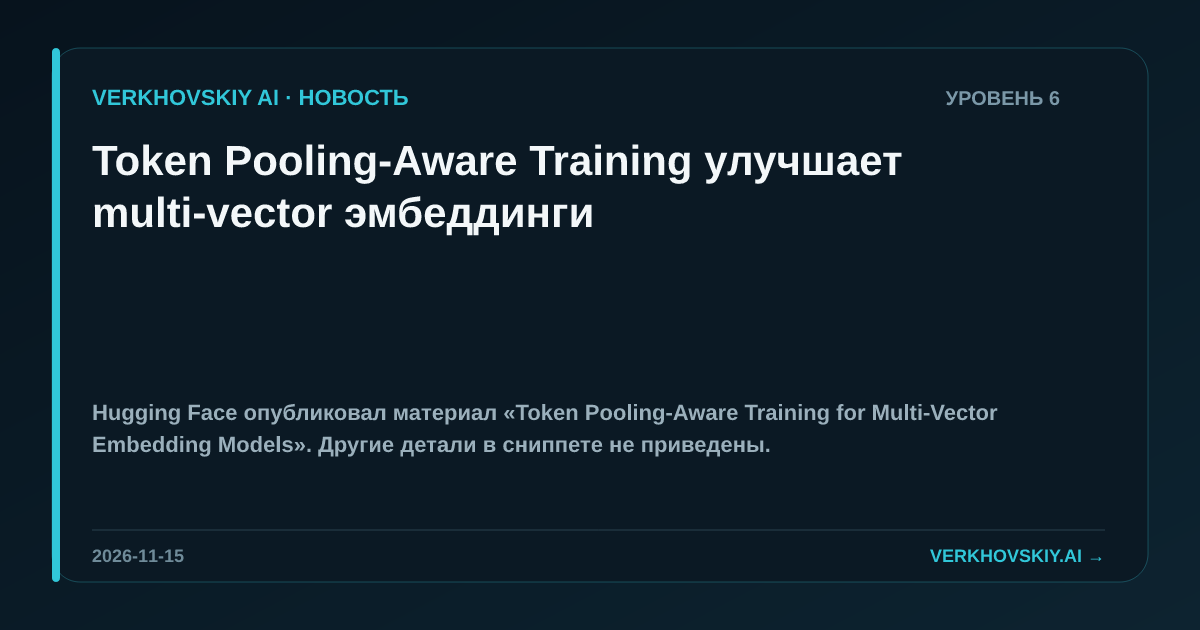 VERKHOVSKIY AI · НОВОСТЬ
УРОВЕНЬ 6
Token Pooling-Aware Training улучшает
multi-vector эмбеддинги
Hugging Face опубликовал материал «Token Pooling-Aware Training for Multi-Vector
Embedding Models». Другие детали в сниппете не приведены.
2026-11-15
VERKHOVSKIY.AI →